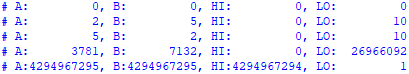 # A:         0, B:         0, HI:         0, LO:         0
# A:         2, B:         5, HI:         0, LO:        10
# A:         5, B:         2, HI:         0, LO:        10
# A:      3781, B:      7132, HI:         0, LO:  26966092
# A:4294967295, B:4294967295, HI:4294967294, LO:         1